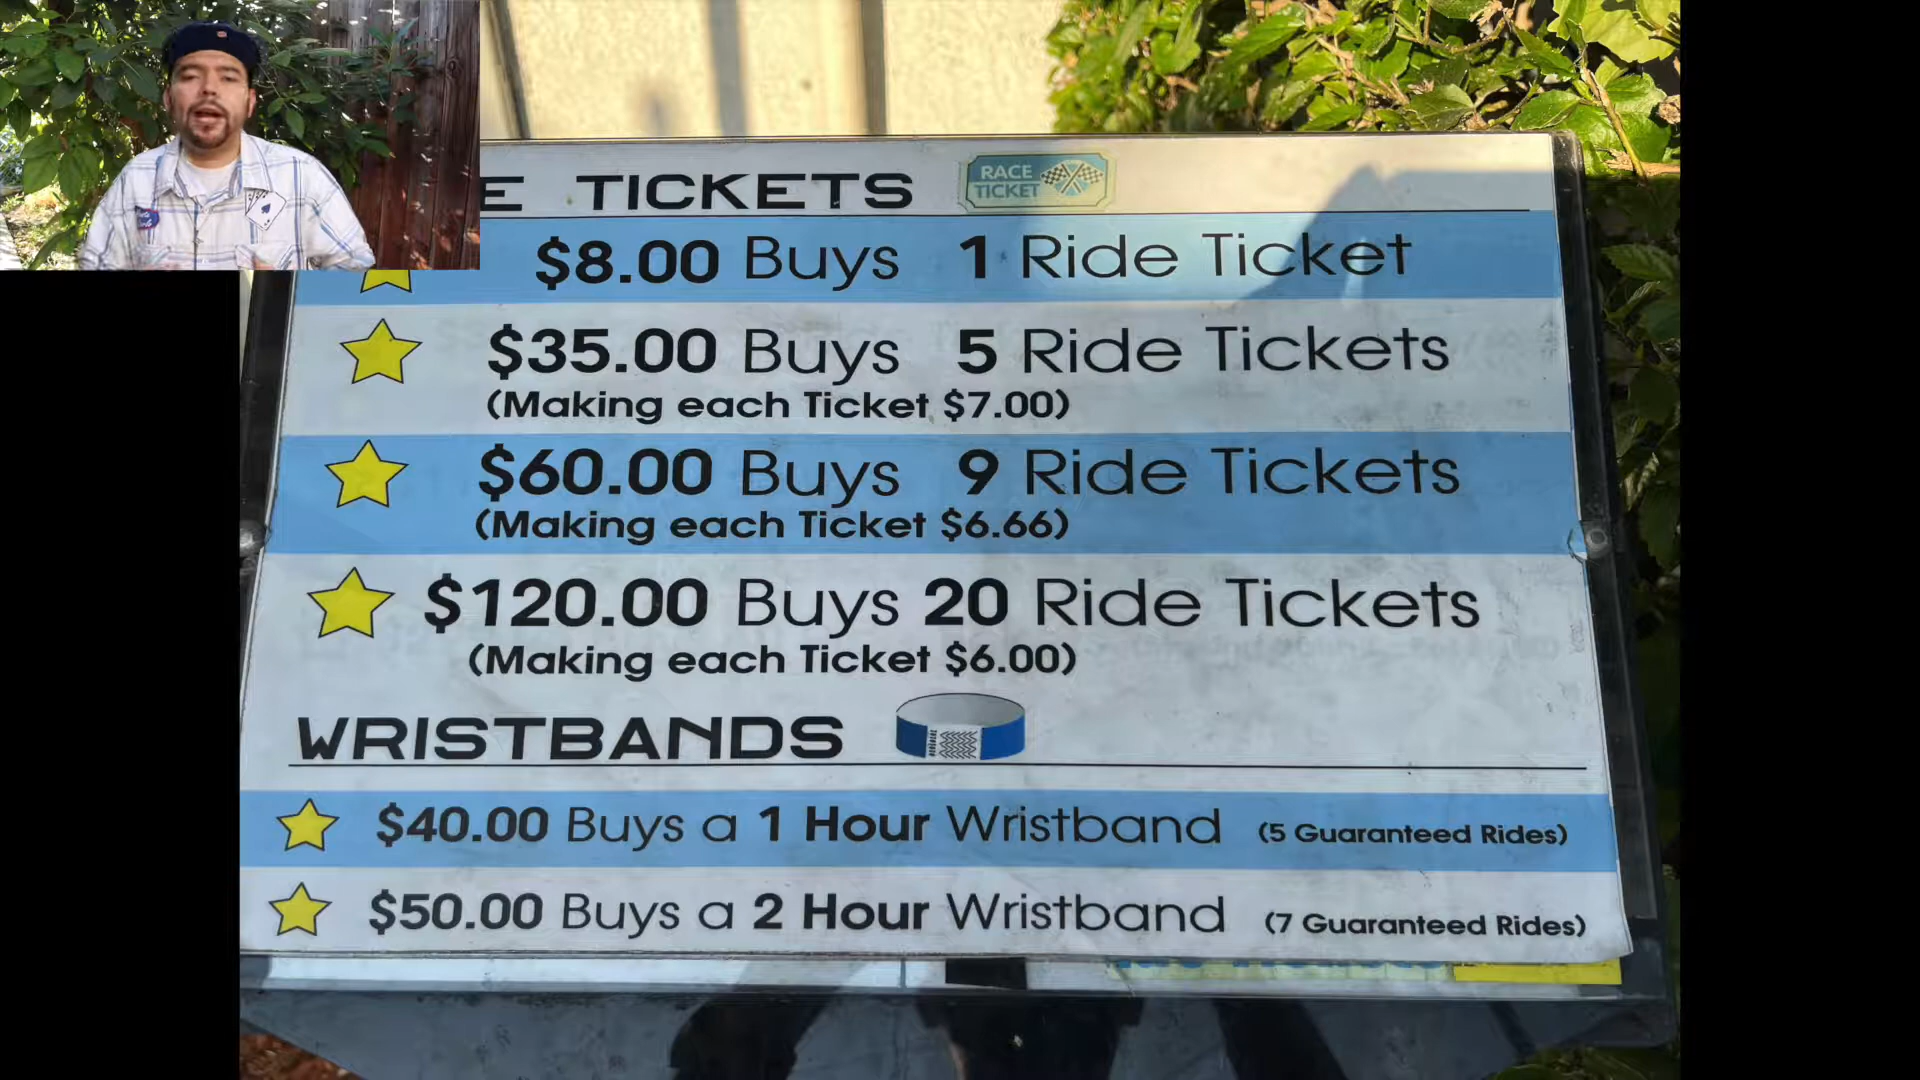 E TICKETS
RACE
TICKET
$8.00 Buys 1 Ride Ticket
$35.00 Buys 5 Ride Tickets
(Making each Ticket $7.00)
$60.00 Buys 9 Ride Tickets
(Making each Ticket $6.66)
$120.00 Buys 20 Ride Tickets
(Making each Ticket $6.00)
WRISTBANDS
$40.00 Buys a 1 Hour Wristband (5 Guaranteed Rides)
$50.00 Buys a 2 Hour Wristband (7 Guaranteed Rides)